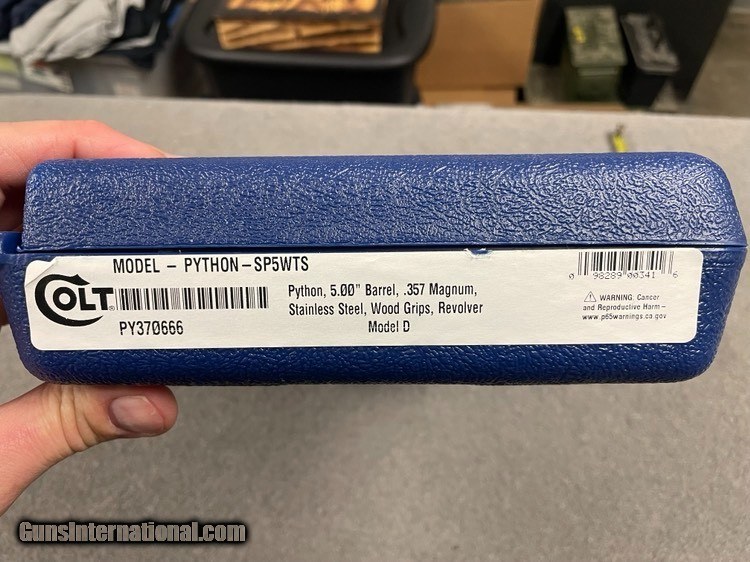 MODEL - PYTHON-SP5WTS
COLT
PY370666
Python, 5.00" Barrel, .357 Magnum,
Stainless Steel, Wood Grips, Revolver
Model D
0 98289 00341 6
⚠ WARNING: Cancer
and Reproductive Harm—
www.p65warnings.ca.gov
GunsInternational.com